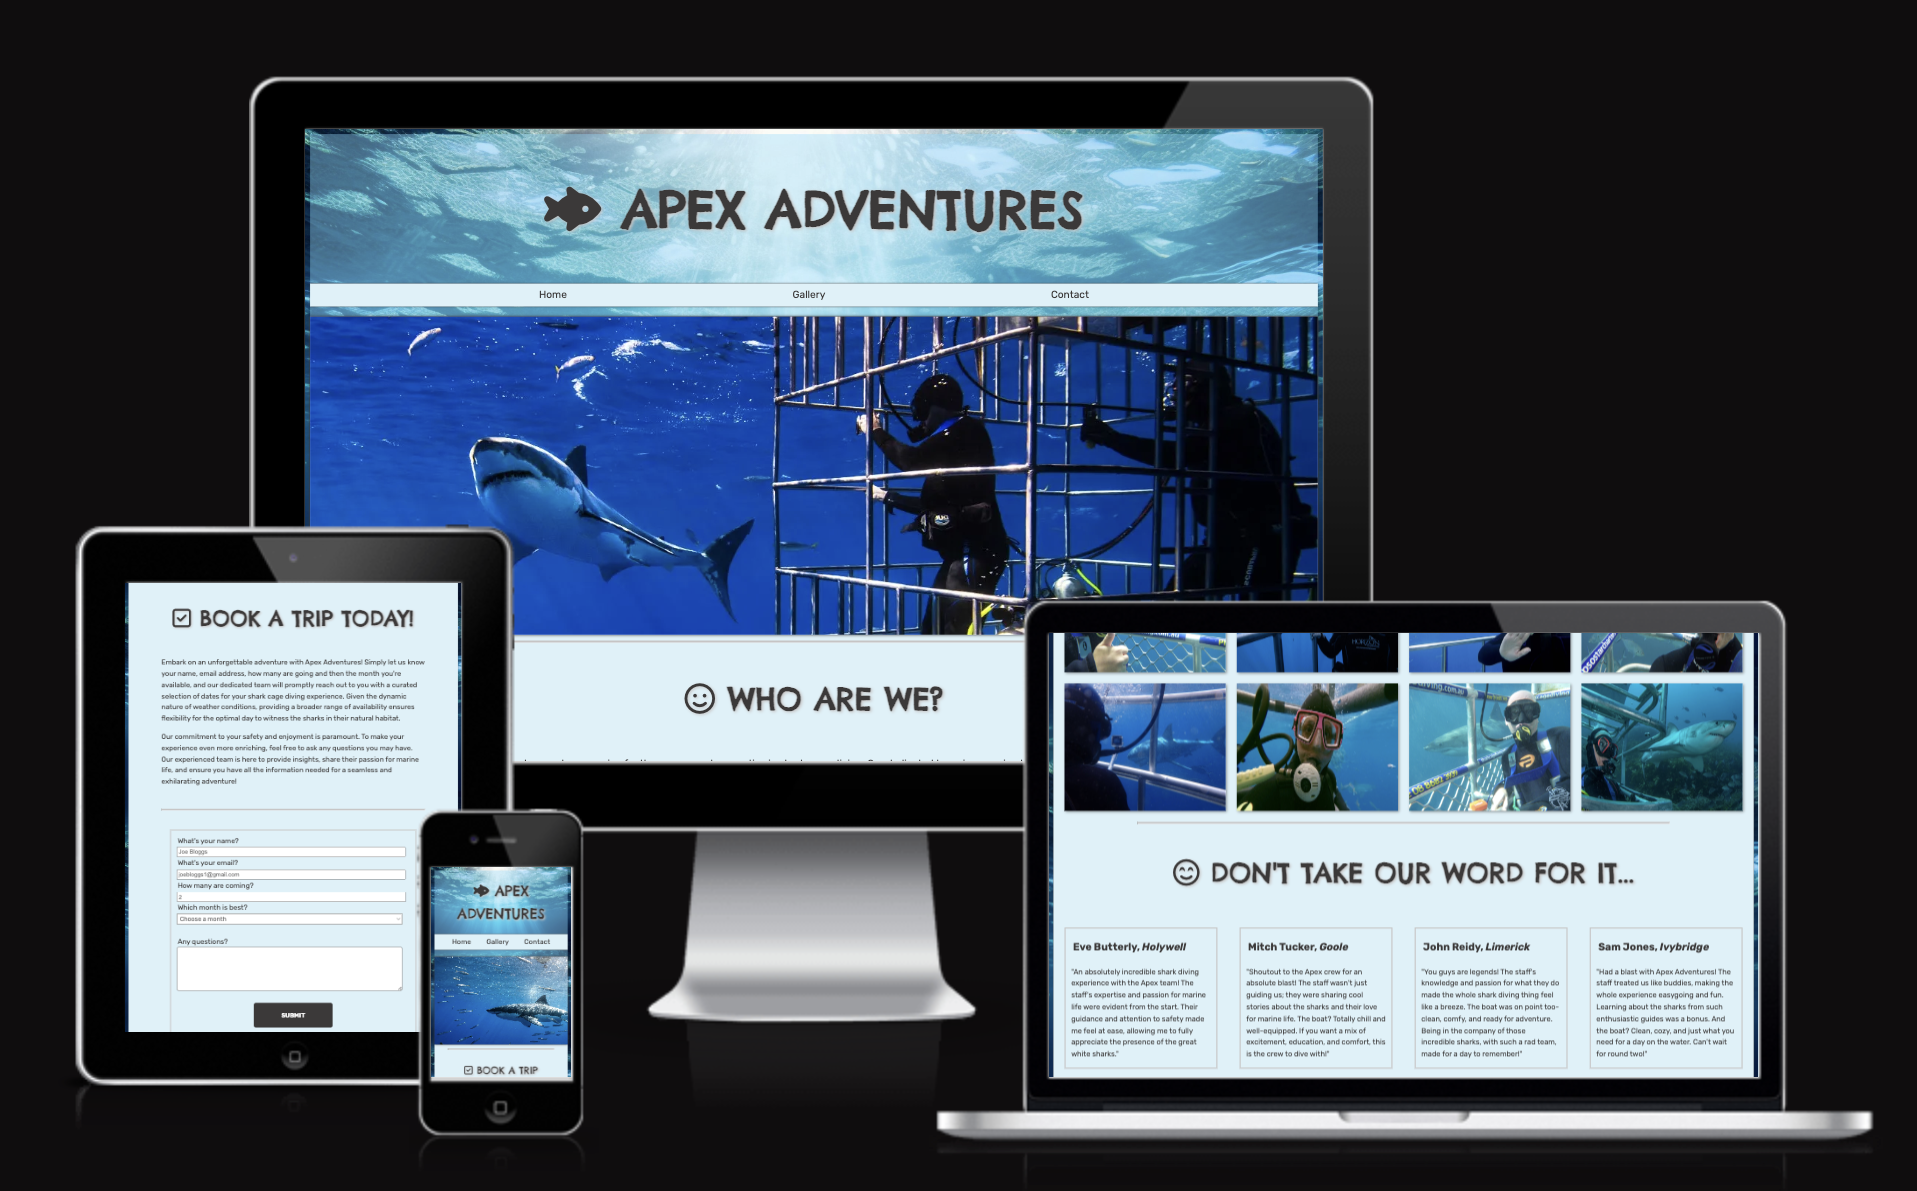 APEX ADVENTURES
Home
Gallery
Contact
WHO ARE WE?
BOOK A TRIP TODAY!
Embark on an unforgettable adventure with Apex Adventures! Simply let us know
your name, email address, how many are going and then the month you're
available, and our dedicated team will promptly reach out to you with a curated
selection of dates for your shark cage diving experience. Given the dynamic
nature of weather conditions, providing a broader range of availability ensures
flexibility for the optimal day to witness the sharks in their natural habitat.
Our commitment to your safety and enjoyment is paramount. To make your
experience even more enriching, feel free to ask any questions you may have.
Our experienced team is here to provide insights, share their passion for marine
life, and ensure you have all the information needed for a seamless and
exhilarating adventure!
What's your name?
Joe Bloggs
What's your email?
joebloggs1@gmail.com
How many are coming?
2
Which month is best?
Choose a month
Any questions?
SUBMIT
APEX
ADVENTURES
Home
Gallery
Contact
BOOK A TRIP
DON'T TAKE OUR WORD FOR IT...
Eve Butterly, Holywell
"An absolutely incredible shark diving
experience with the Apex team! The
staff's expertise and passion for marine
life were evident from the start. Their
guidance and attention to safety made
me feel at ease, allowing me to fully
appreciate the presence of the great
white sharks."
Mitch Tucker, Goole
"Shoutout to the Apex crew for an
absolute blast! The staff wasn't just
guiding us; they were sharing cool
stories about the sharks and their love
for marine life. The boat? Totally chill and
well-equipped. If you want a mix of
excitement, education, and comfort, this
is the crew to dive with!"
John Reidy, Limerick
"You guys are legends! The staff's
knowledge and passion for what they do
made the whole shark diving thing feel
like a breeze. The boat was on point too-
clean, comfy, and ready for adventure.
Being in the company of those
incredible sharks, with such a rad team,
made for a day to remember!"
Sam Jones, Ivybridge
"Had a blast with Apex Adventures! The
staff treated us like buddies, making the
whole experience easygoing and fun.
Learning about the sharks from such
enthusiastic guides was a bonus. And
the boat? Clean, cozy, and just what you
need for a day on the water. Can't wait
for round two!"